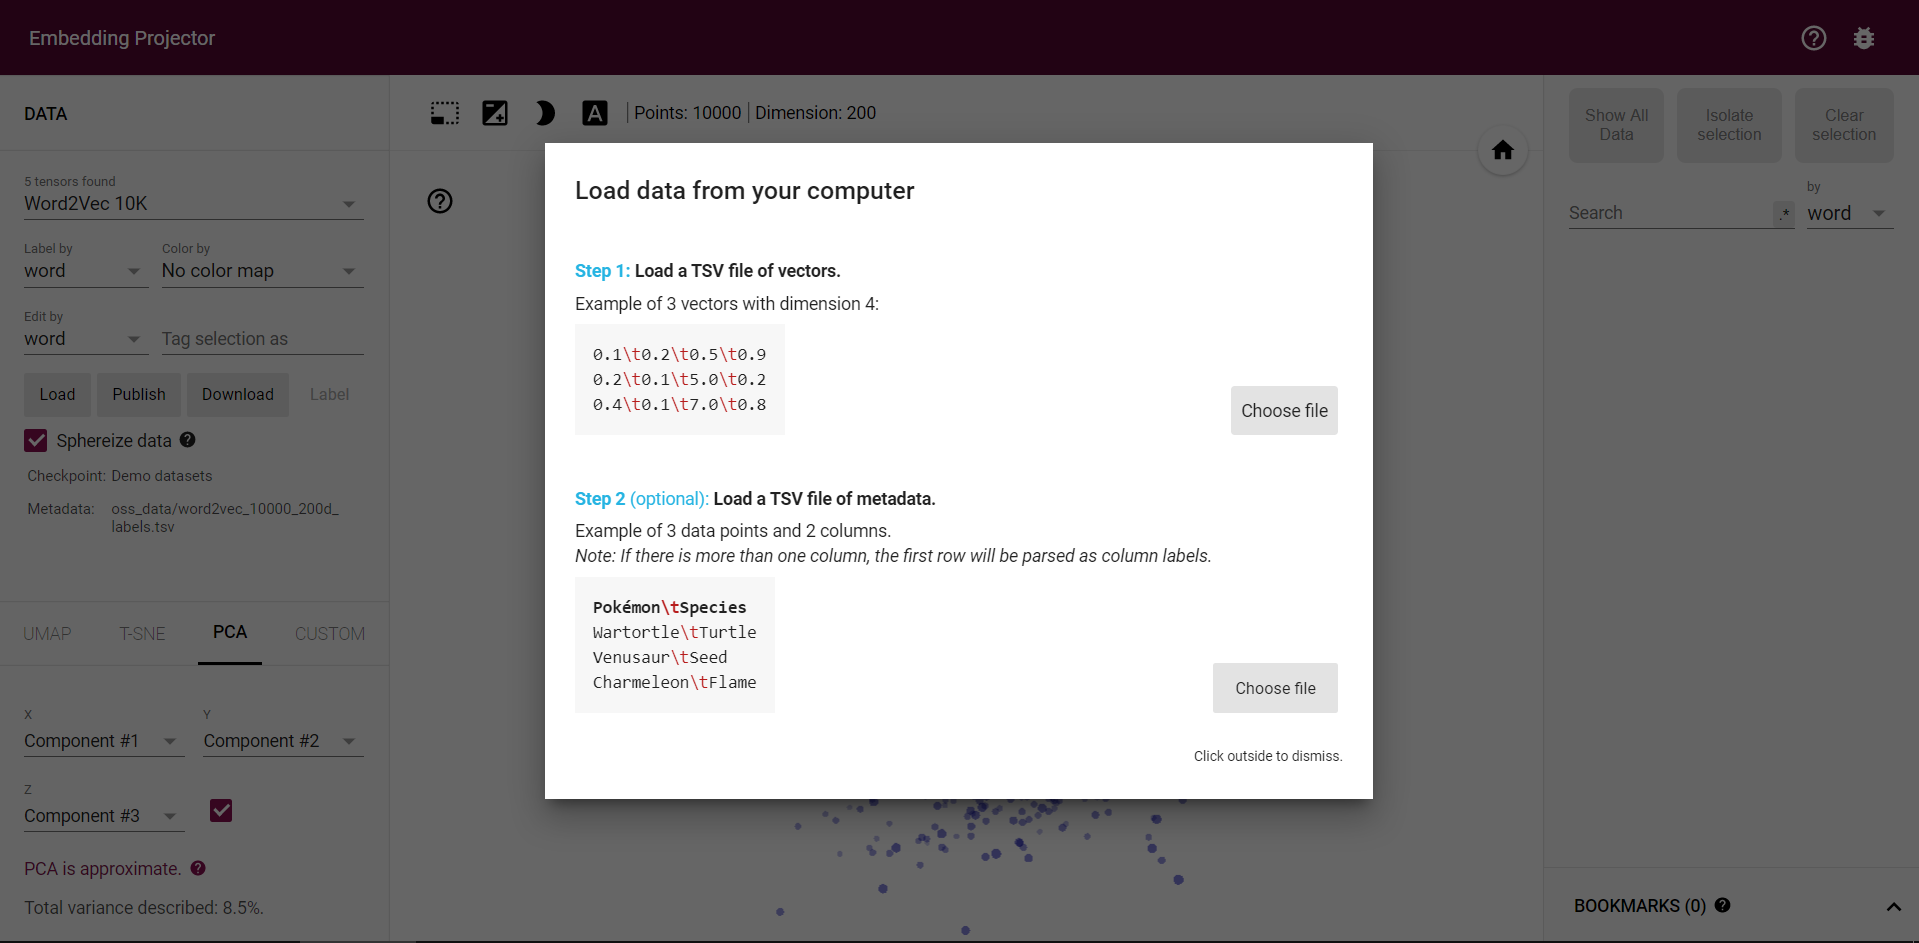 Embedding Projector
DATA
Points: 10000 | Dimension: 200
5 tensors found
Word2Vec 10K
Label by
word
Color by
No color map
Edit by
word
Tag selection as
Load
Publish
Download
Label
Sphereize data
Checkpoint: Demo datasets
Metadata: oss_data/word2vec_10000_200d_
labels.tsv
UMAP
T-SNE
PCA
CUSTOM
X
Component #1
Y
Component #2
Z
Component #3
PCA is approximate.
Total variance described: 8.5%.
Load data from your computer
Step 1: Load a TSV file of vectors.
Example of 3 vectors with dimension 4:
0.1\t0.2\t0.5\t0.9
0.2\t0.1\t5.0\t0.2
0.4\t0.1\t7.0\t0.8
Choose file
Step 2 (optional): Load a TSV file of metadata.
Example of 3 data points and 2 columns.
Note: If there is more than one column, the first row will be parsed as column labels.
Pokémon\tSpecies
Wartortle\tTurtle
Venusaur\tSeed
Charmeleon\tFlame
Choose file
Click outside to dismiss.
Show All
Data
Isolate
selection
Clear
selection
Search
.*
by
word
BOOKMARKS (0)